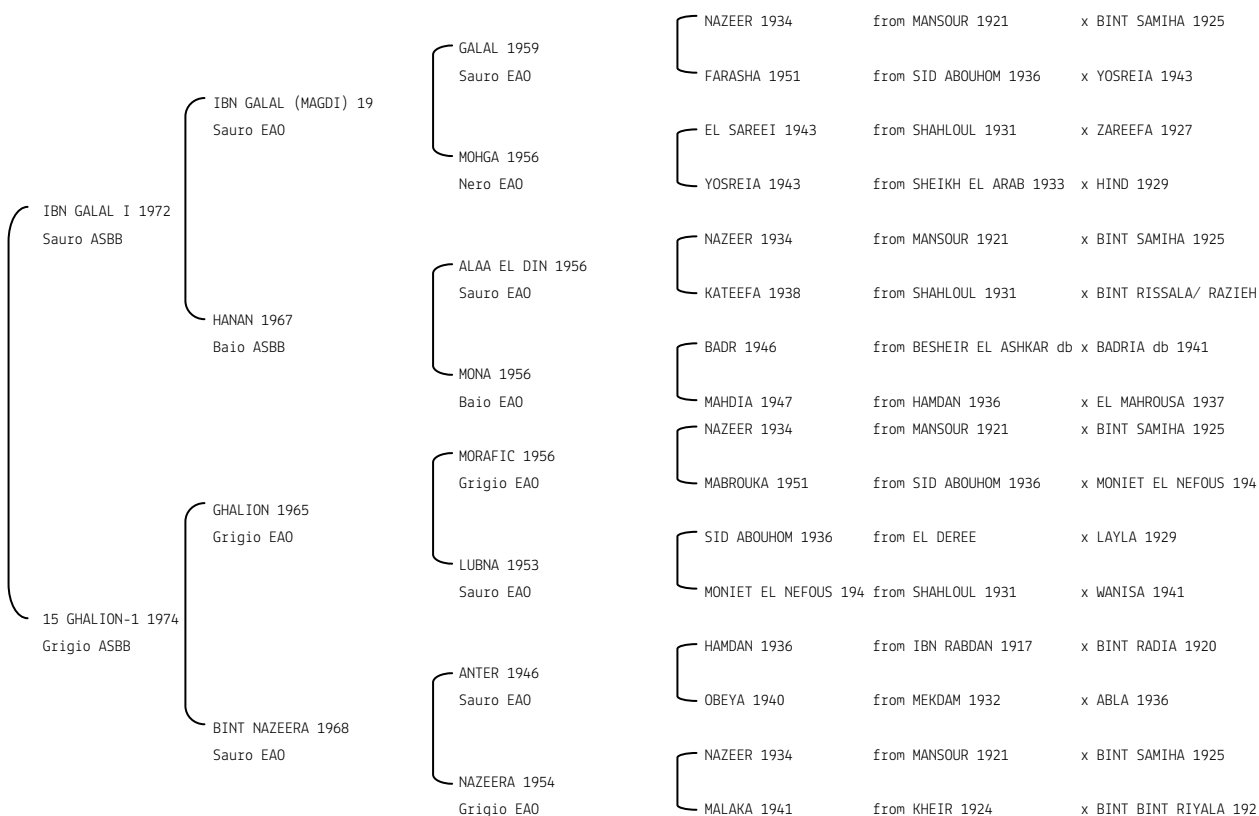 NAZEER 1934 from MANSOUR 1921 x BINT SAMIHA 1925
GALAL 1959
Sauro EAO
FARASHA 1951 from SID ABOUHOM 1936 x YOSREIA 1943
IBN GALAL (MAGDI) 19
Sauro EAO
EL SAREEI 1943 from SHAHLOUL 1931 x ZAREEFA 1927
MOHGA 1956
Nero EAO
YOSREIA 1943 from SHEIKH EL ARAB 1933 x HIND 1929
IBN GALAL I 1972
Sauro ASBB
NAZEER 1934 from MANSOUR 1921 x BINT SAMIHA 1925
ALAA EL DIN 1956
Sauro EAO
KATEEFA 1938 from SHAHLOUL 1931 x BINT RISSALA/ RAZIEH
HANAN 1967
Baio ASBB
BADR 1946 from BESHEIR EL ASHKAR db x BADRIA db 1941
MONA 1956
Baio EAO
MAHDIA 1947 from HAMDAN 1936 x EL MAHROUSA 1937
NAZEER 1934 from MANSOUR 1921 x BINT SAMIHA 1925
MORAFIC 1956
Grigio EAO
MABROUKA 1951 from SID ABOUHOM 1936 x MONIET EL NEFOUS 194
GHALION 1965
Grigio EAO
SID ABOUHOM 1936 from EL DEREE x LAYLA 1929
LUBNA 1953
Sauro EAO
MONIET EL NEFOUS 194 from SHAHLOUL 1931 x WANISA 1941
15 GHALION-1 1974
Grigio ASBB
HAMDAN 1936 from IBN RABDAN 1917 x BINT RADIA 1920
ANTER 1946
Sauro EAO
OBEYA 1940 from MEKDAM 1932 x ABLA 1936
BINT NAZEERA 1968
Sauro EAO
NAZEER 1934 from MANSOUR 1921 x BINT SAMIHA 1925
NAZEERA 1954
Grigio EAO
MALAKA 1941 from KHEIR 1924 x BINT BINT RIYALA 192